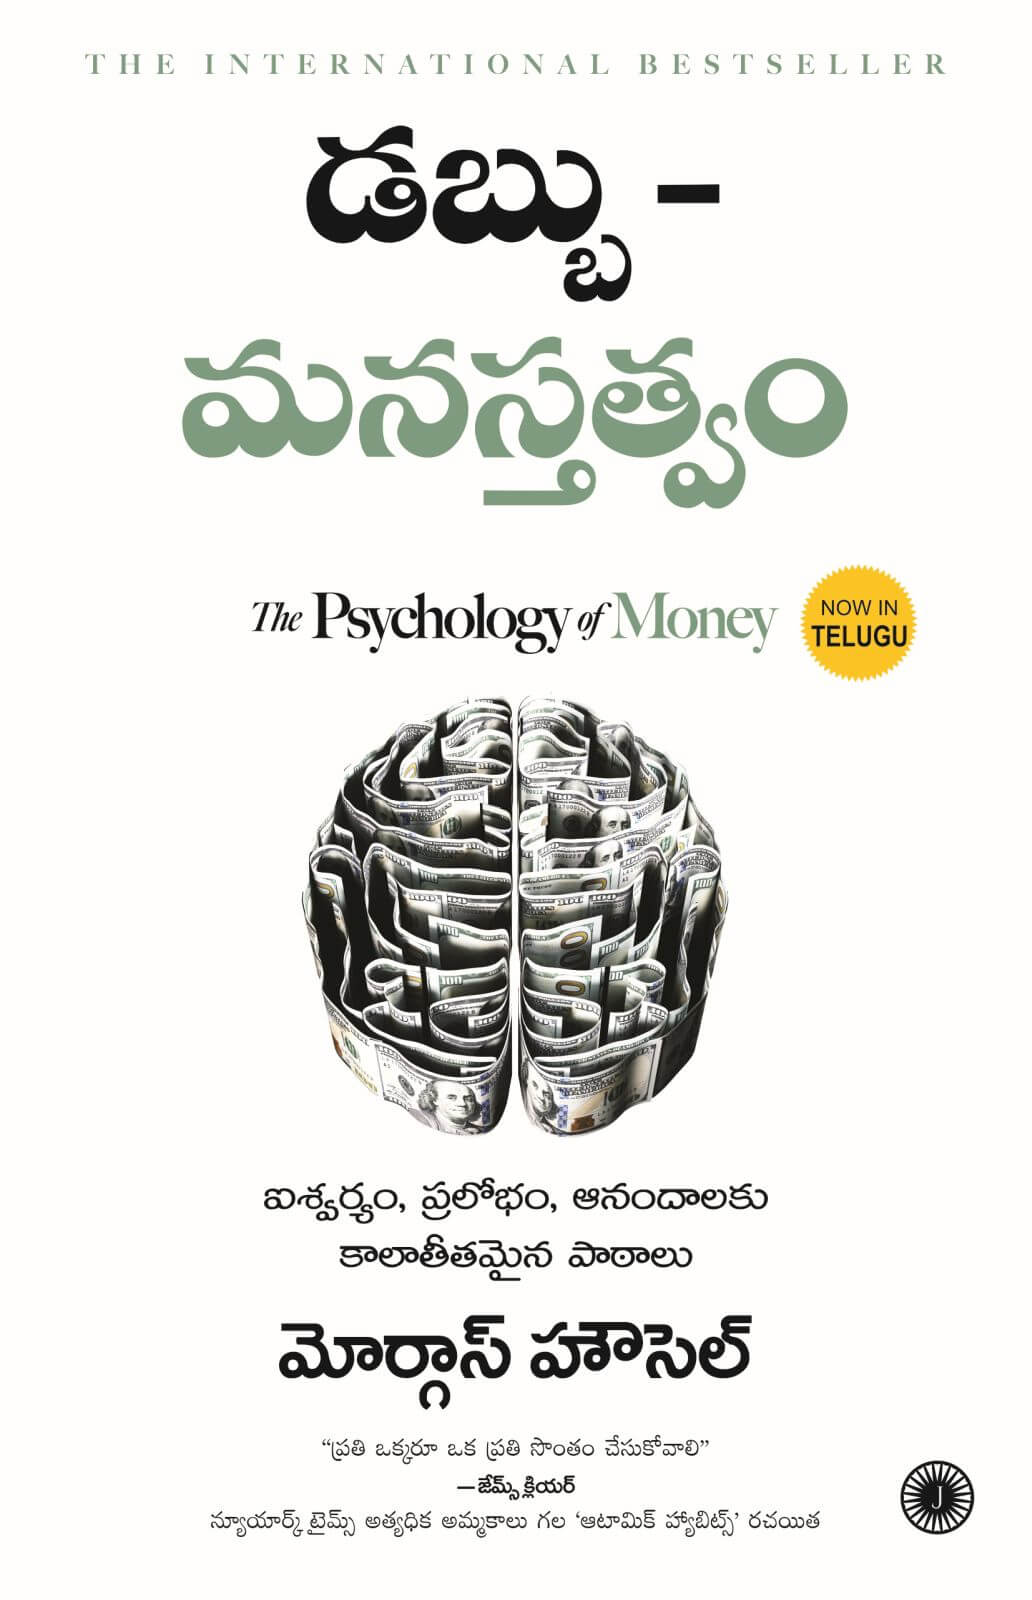 THE INTERNATIONAL BESTSELLER
డబ్బు –
మనస్తత్వం
The Psychology of Money
NOW IN
TELUGU
ఐశ్వర్యం, ప్రలోభం, ఆనందాలకు
కాలాతీతమైన పాఠాలు
మోర్గాన్ హౌసెల్
“ప్రతి ఒక్కరూ ఒక ప్రతి సొంతం చేసుకోవాలి”
—జేమ్స్ క్లియర్
న్యూయార్క్ టైమ్స్ అత్యధిక అమ్మకాలు గల ‘ఆటామిక్ హ్యాబిట్స్’ రచయిత
J